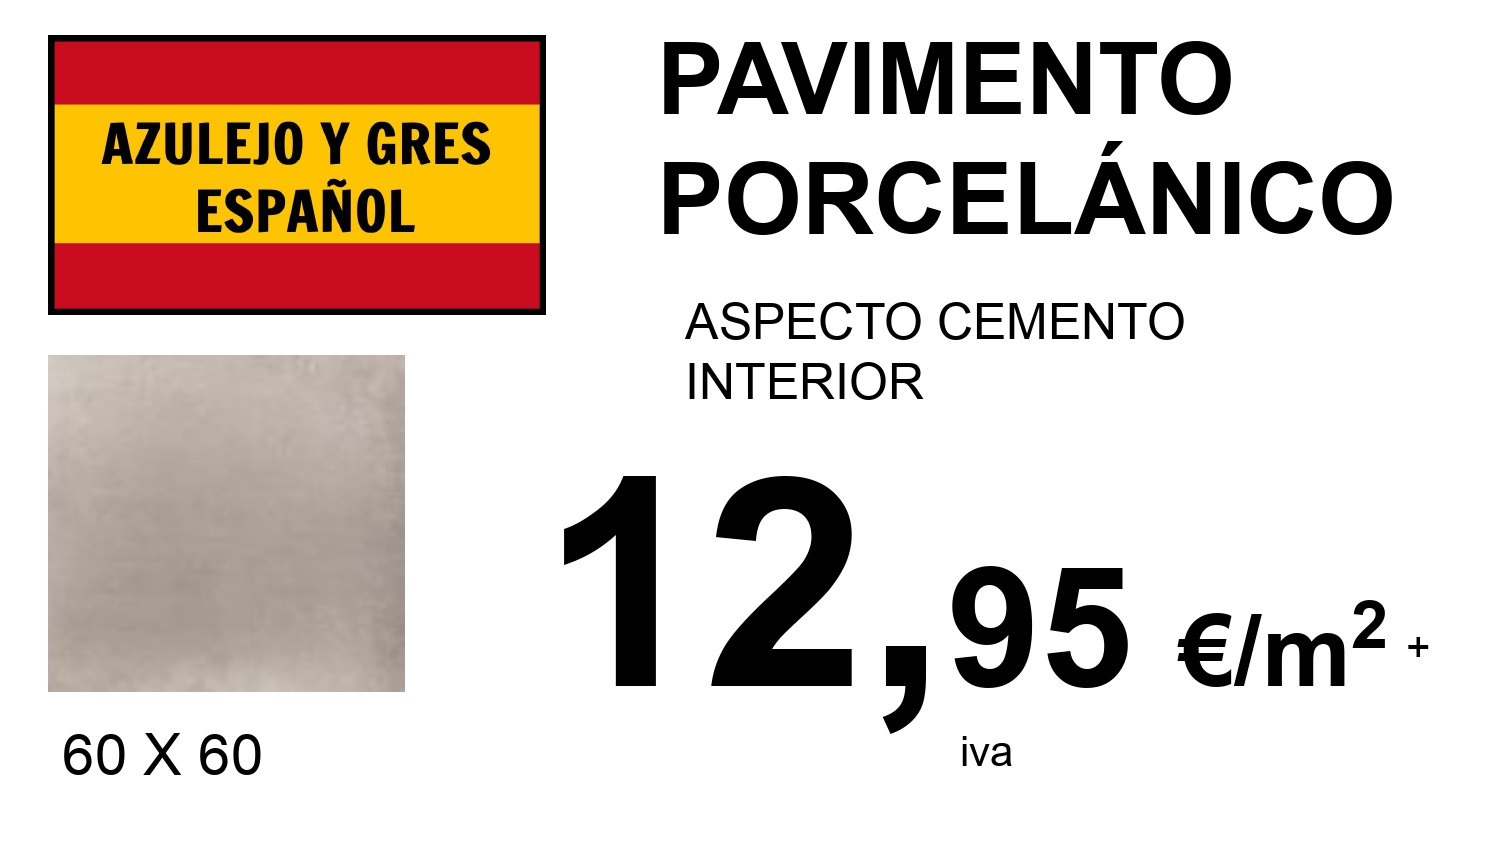 AZULEJO Y GRES
ESPAÑOL
PAVIMENTO
PORCELÁNICO
ASPECTO CEMENTO
INTERIOR
12,95 €/m² +
iva
60 X 60